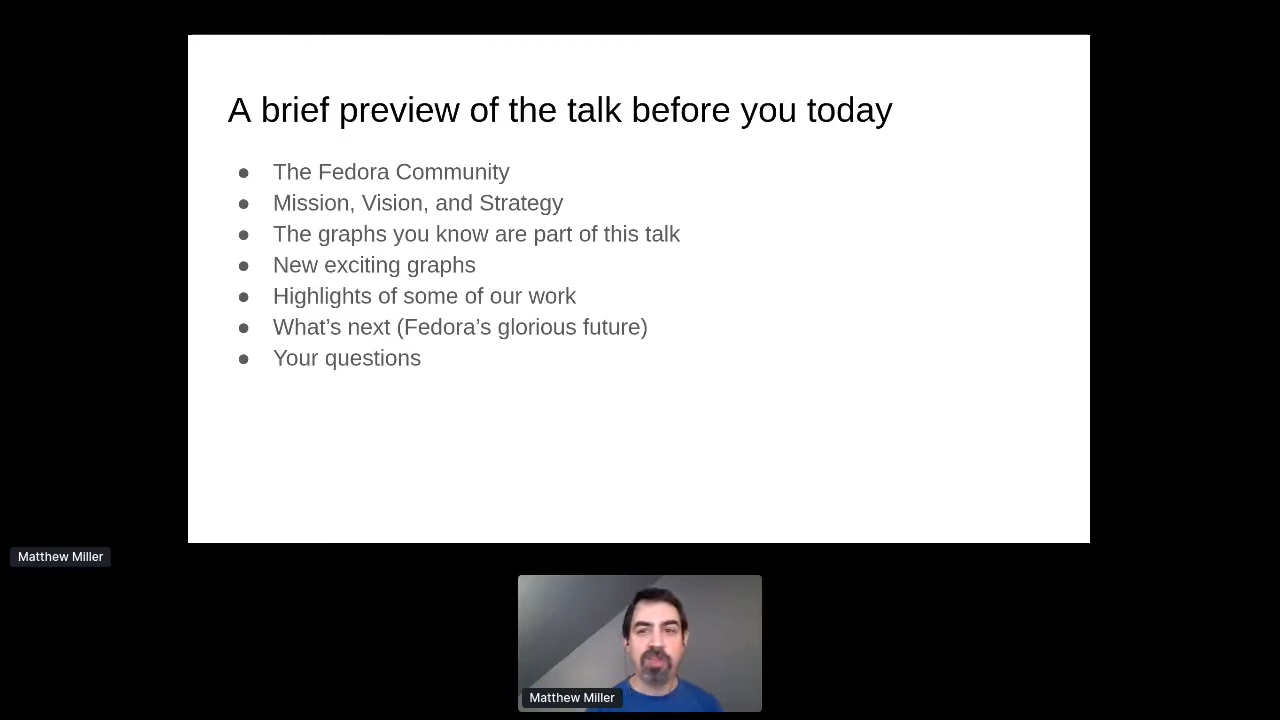 A brief preview of the talk before you today
● The Fedora Community
● Mission, Vision, and Strategy
● The graphs you know are part of this talk
● New exciting graphs
● Highlights of some of our work
● What’s next (Fedora’s glorious future)
● Your questions
Matthew Miller
Matthew Miller